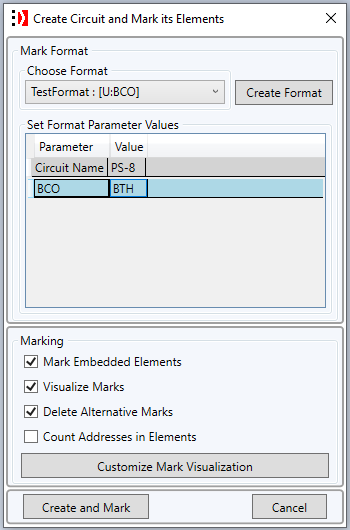 Create Circuit and Mark its Elements
Mark Format
Choose Format
TestFormat : [U:BCO]
Create Format
Set Format Parameter Values
Parameter Value
Circuit Name PS-8
BCO BTH
Marking
Mark Embedded Elements
Visualize Marks
Delete Alternative Marks
Count Addresses in Elements
Customize Mark Visualization
Create and Mark Cancel